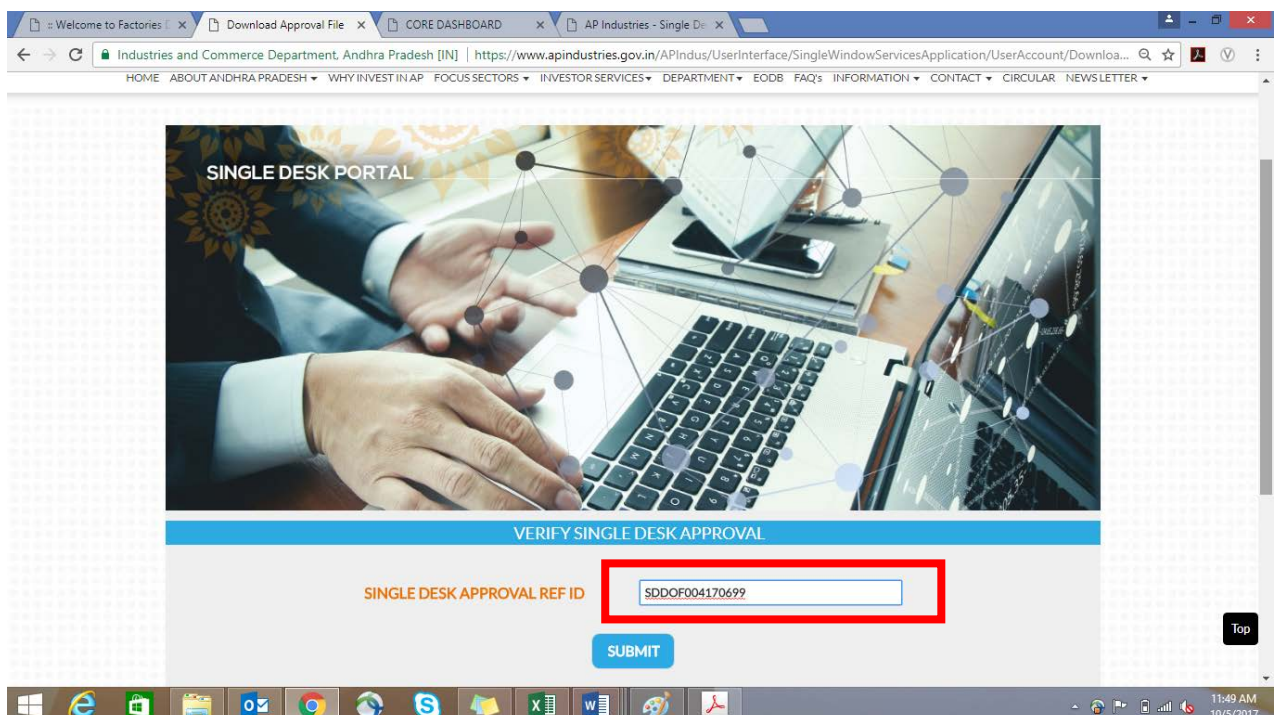 :: Welcome to Factories
Download Approval File
CORE DASHBOARD
AP Industries - Single De
Industries and Commerce Department, Andhra Pradesh [IN] | https://www.apindustries.gov.in/APIndus/UserInterface/SingleWindowServicesApplication/UserAccount/Downloa...
HOME ABOUT ANDHRA PRADESH WHY INVEST IN AP FOCUS SECTORS INVESTOR SERVICES DEPARTMENT EODB FAQ's INFORMATION CONTACT CIRCULAR NEWS LETTER
SINGLE DESK PORTAL
VERIFY SINGLE DESK APPROVAL
SINGLE DESK APPROVAL REF ID SDDOF004170699
Top
SUBMIT
11:49 AM
10/5/2017